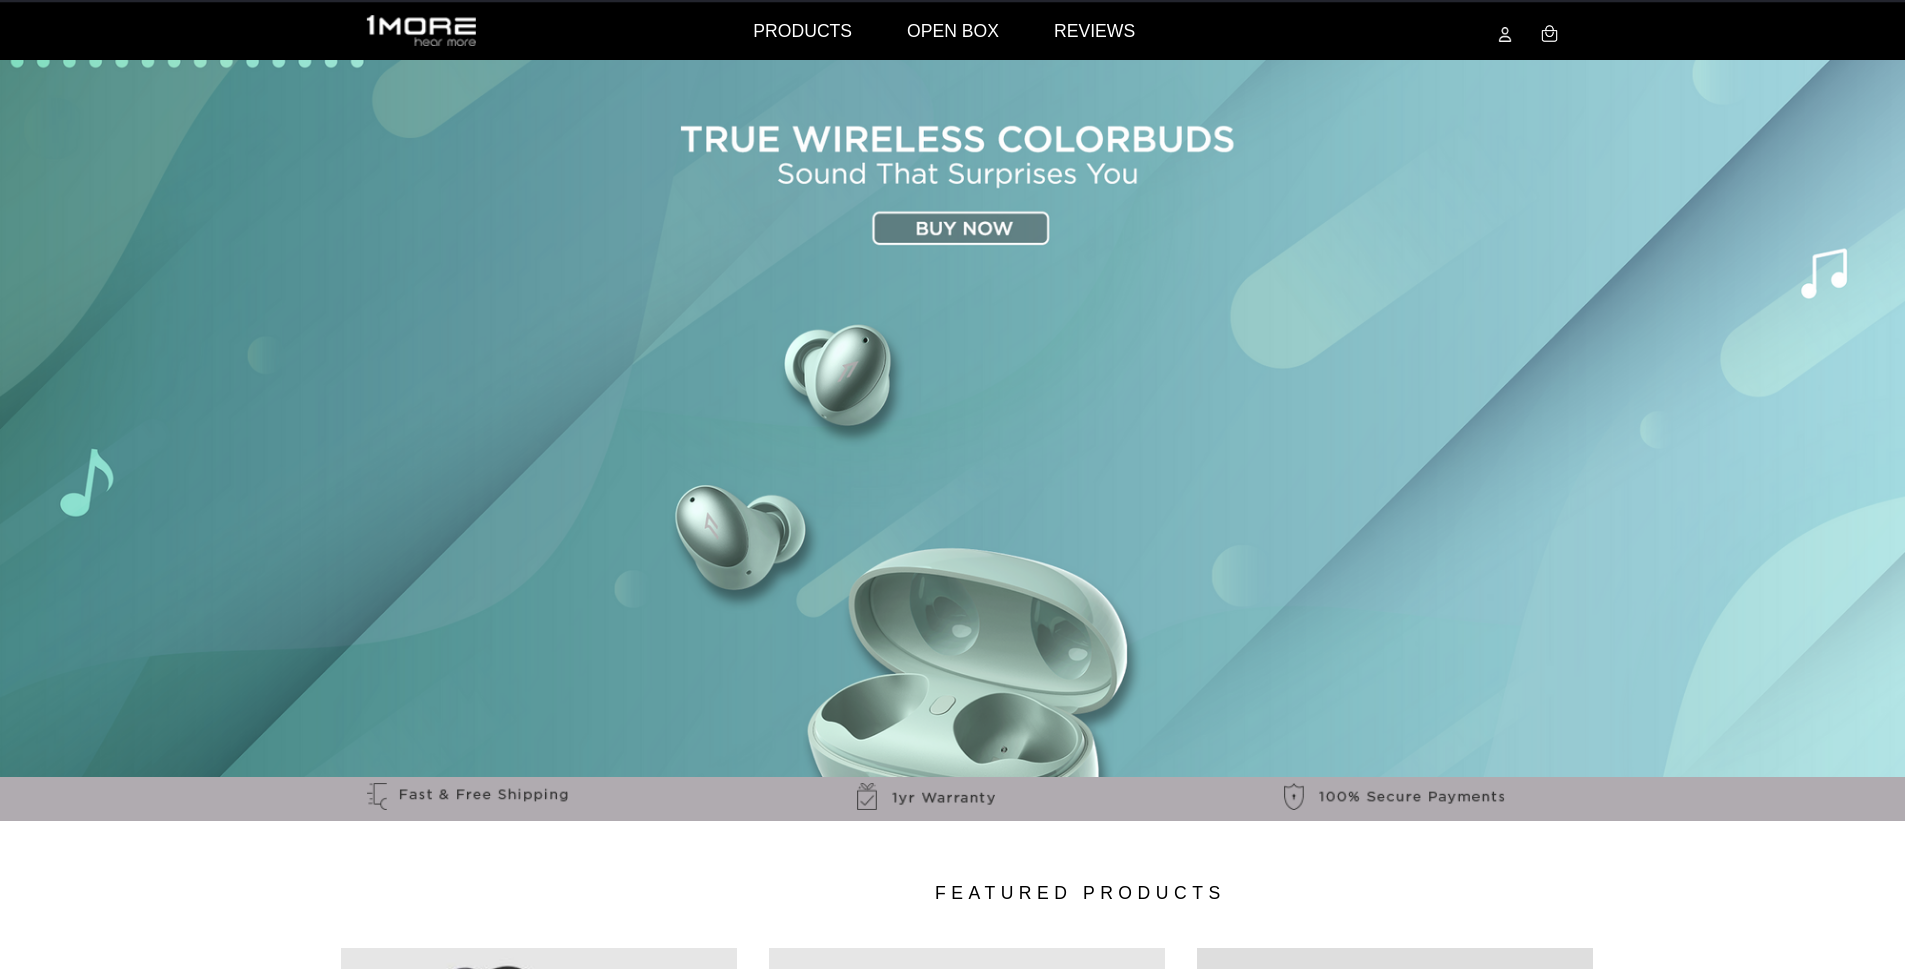 1MORE
hear more
PRODUCTS
OPEN BOX
REVIEWS
TRUE WIRELESS COLORBUDS
Sound That Surprises You
BUY NOW
Fast & Free Shipping
1yr Warranty
100% Secure Payments
FEATURED PRODUCTS